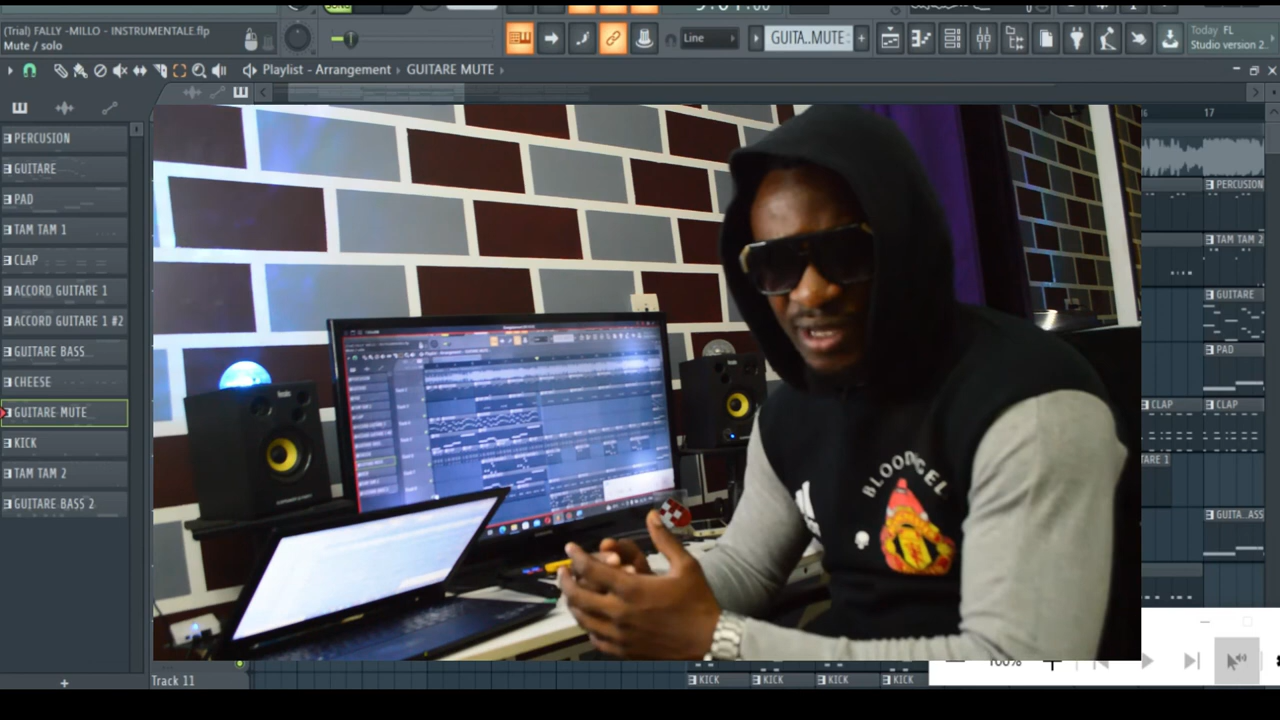 (Trial) FALLY -MILLO - INSTRUMENTALE.flp
Mute / solo
Line
GUITA..MUTE
Today FL
Studio version 2..
Playlist - Arrangement › GUITARE MUTE ›
17
PERCUSION
GUITARE
PAD
TAM TAM 1
CLAP
ACCORD GUITARE 1
ACCORD GUITARE 1 #2
GUITARE BASS
CHEESE
GUITARE MUTE
KICK
TAM TAM 2
GUITARE BASS 2
PERCUSION
TAM TAM 2
GUITARE
PAD
CLAP
CLAP
GUITA..ASS
Track 11
KICK
KICK
KICK
KICK
100%